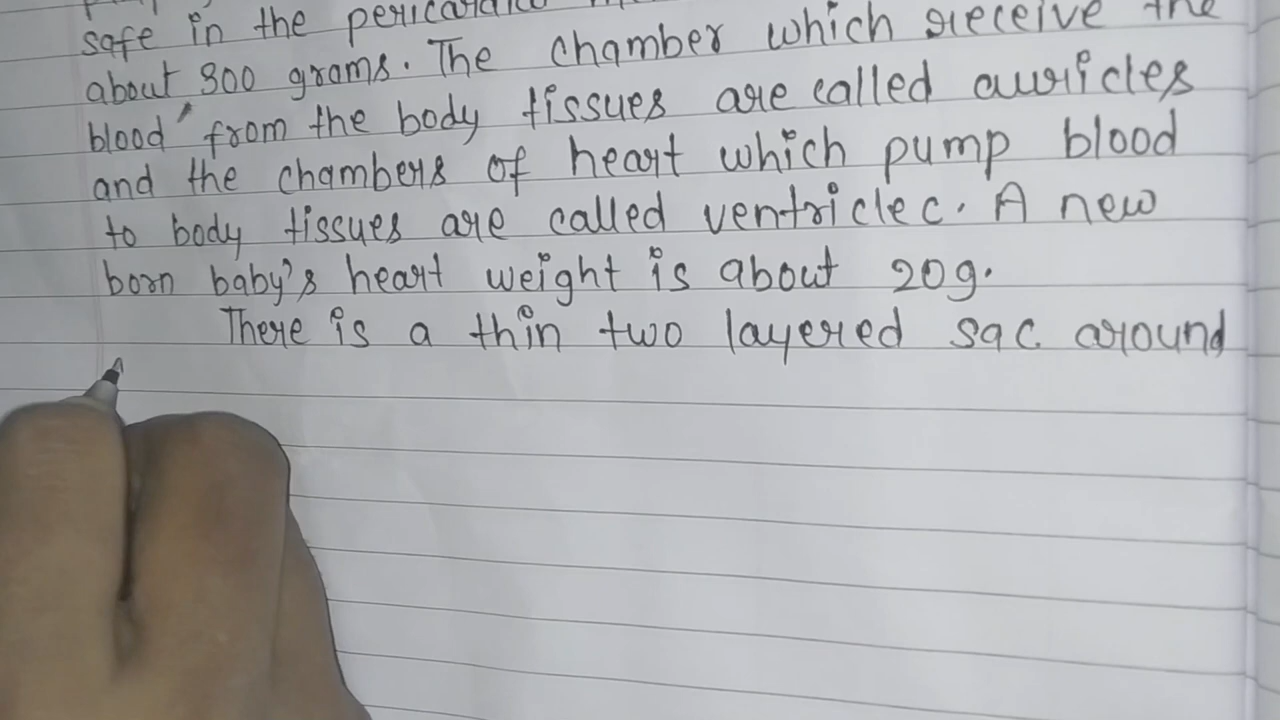 safe in the
about 300 grams. The chamber which receive the
blood from the body tissues are called auricles
and the chambers of heart which pump blood
to body tissues are called ventriclec. A new
born baby's heart weight is about 20g.
There is a thin two layered sac around